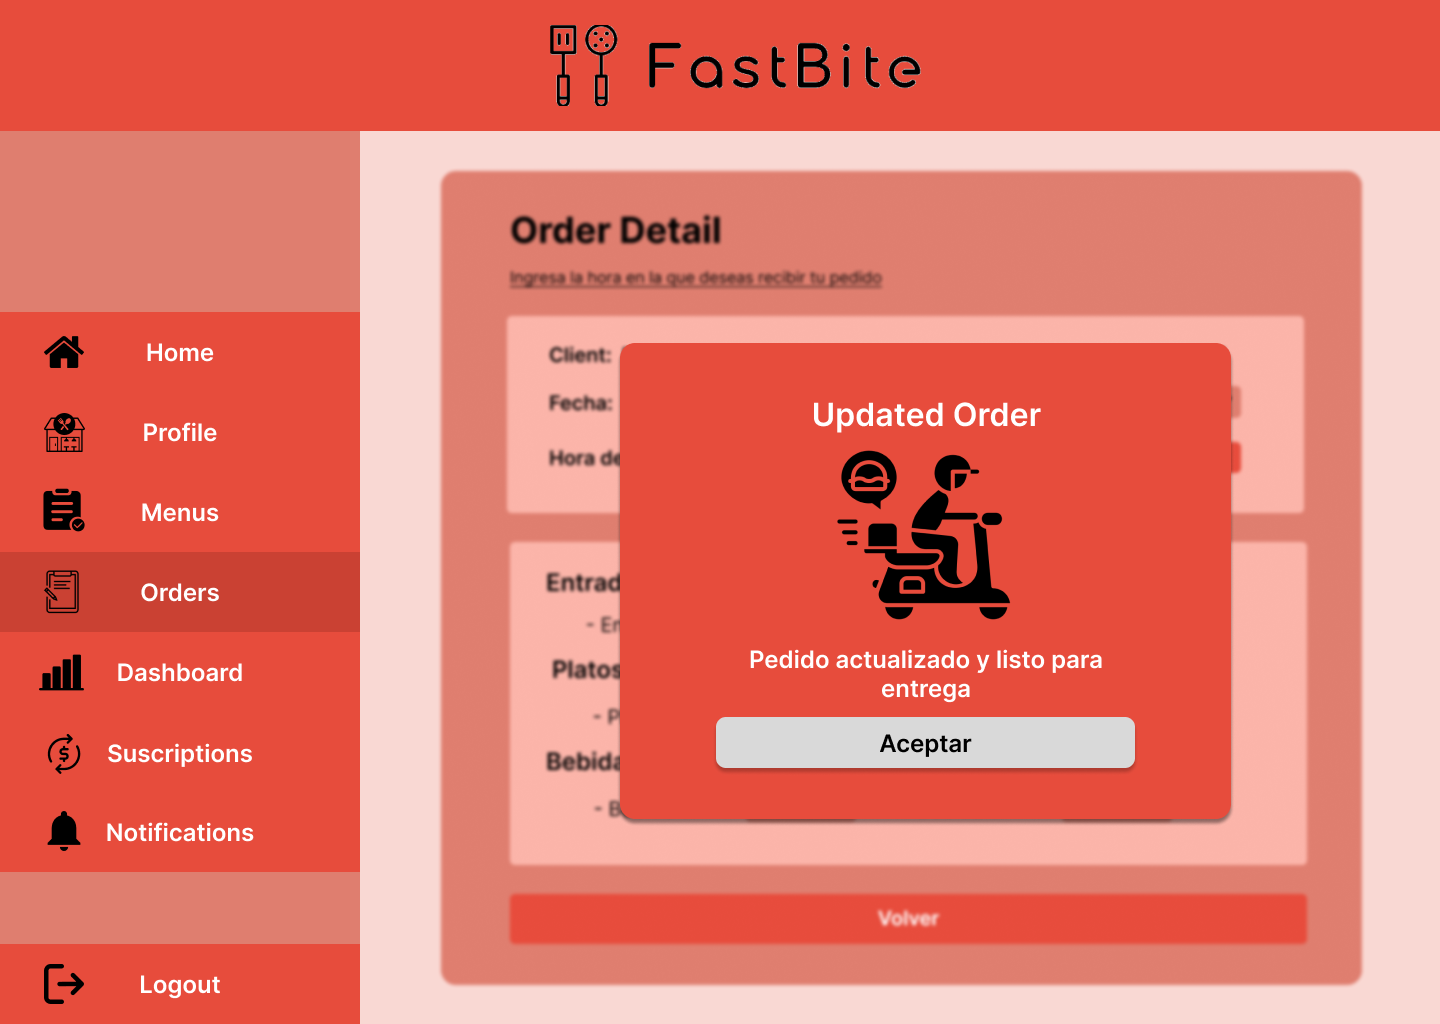 FastBite
Home
Profile
Menus
Orders
Dashboard
Suscriptions
Notifications
Logout
Order Detail
Ingresa la hora en la que deseas recibir tu pedido
Client:
Fecha:
Hora de
Entrad
- En
Platos
- P
Bebida
- B
Updated Order
Pedido actualizado y listo para
entrega
Aceptar
Volver